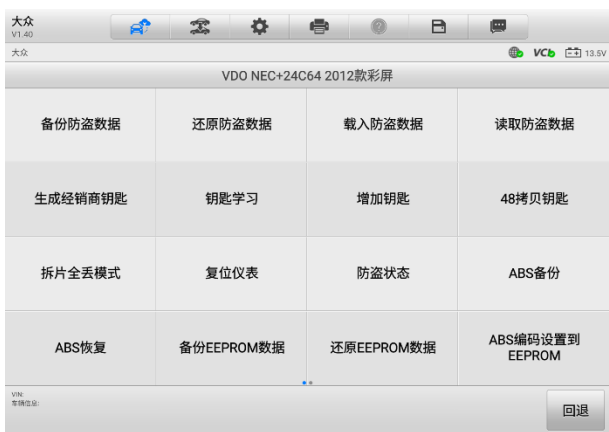 大众
V1.40
大众
VCI
13.5V
VDO NEC+24C64 2012款彩屏
备份防盗数据
还原防盗数据
载入防盗数据
读取防盗数据
生成经销商钥匙
钥匙学习
增加钥匙
48拷贝钥匙
拆片全丢模式
复位仪表
防盗状态
ABS备份
ABS恢复
备份EEPROM数据
还原EEPROM数据
ABS编码设置到
EEPROM
VIN:
车辆信息:
回退